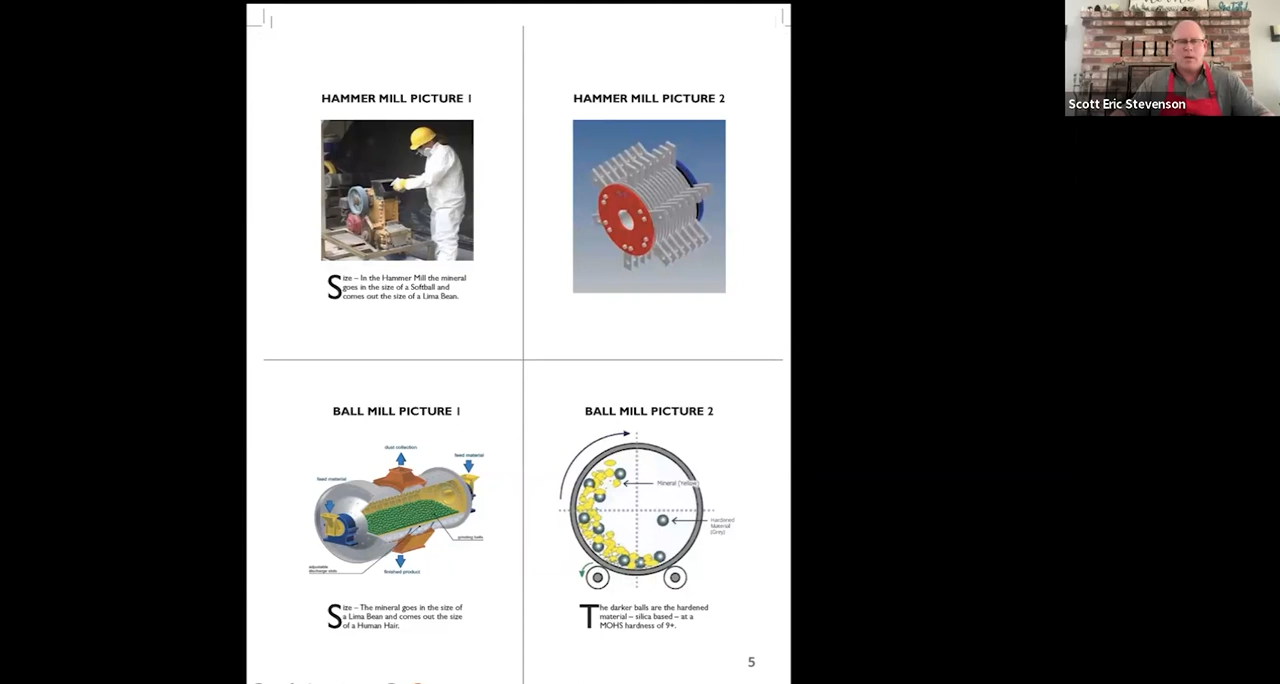 Scott Eric Stevenson
HAMMER MILL PICTURE 1
HAMMER MILL PICTURE 2
Size – In the Hammer Mill the mineral
goes in the size of a Softball and
comes out the size of a Lima Bean.
BALL MILL PICTURE 1
BALL MILL PICTURE 2
dust collection
feed material
feed material
grinding balls
adjustable
discharge slots
finished product
Mineral (Yellow)
Hardened
Material
(Grey)
Size – The mineral goes in the size of
a Lima Bean and comes out the size
of a Human Hair.
The darker balls are the hardened
material – silica based – at a
MOHS hardness of 9+.
5